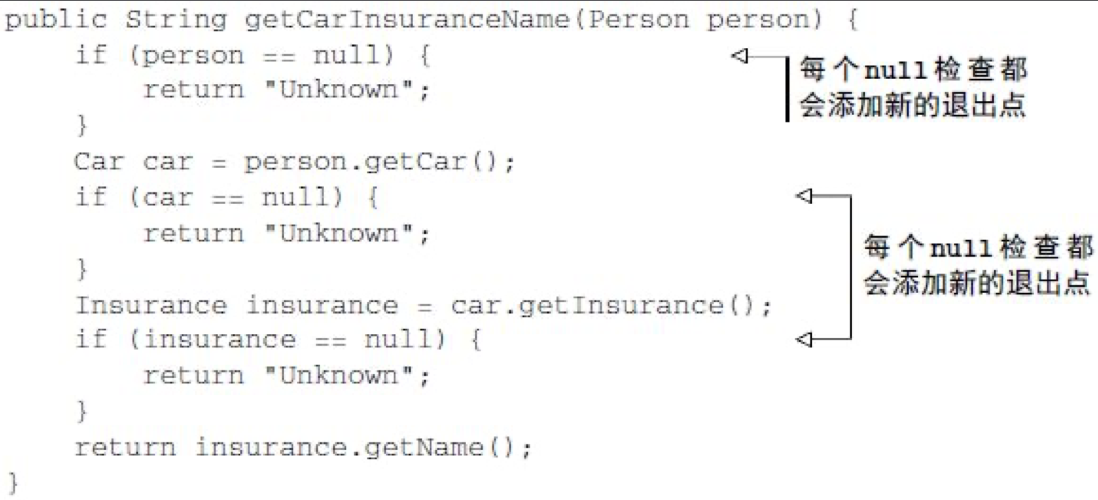 public String getCarInsuranceName(Person person) {
if (person == null) {
return "Unknown";
}
Car car = person.getCar();
if (car == null) {
return "Unknown";
}
Insurance insurance = car.getInsurance();
if (insurance == null) {
return "Unknown";
}
return insurance.getName();
}
每个null检查都
会添加新的退出点
每个null检查都
会添加新的退出点